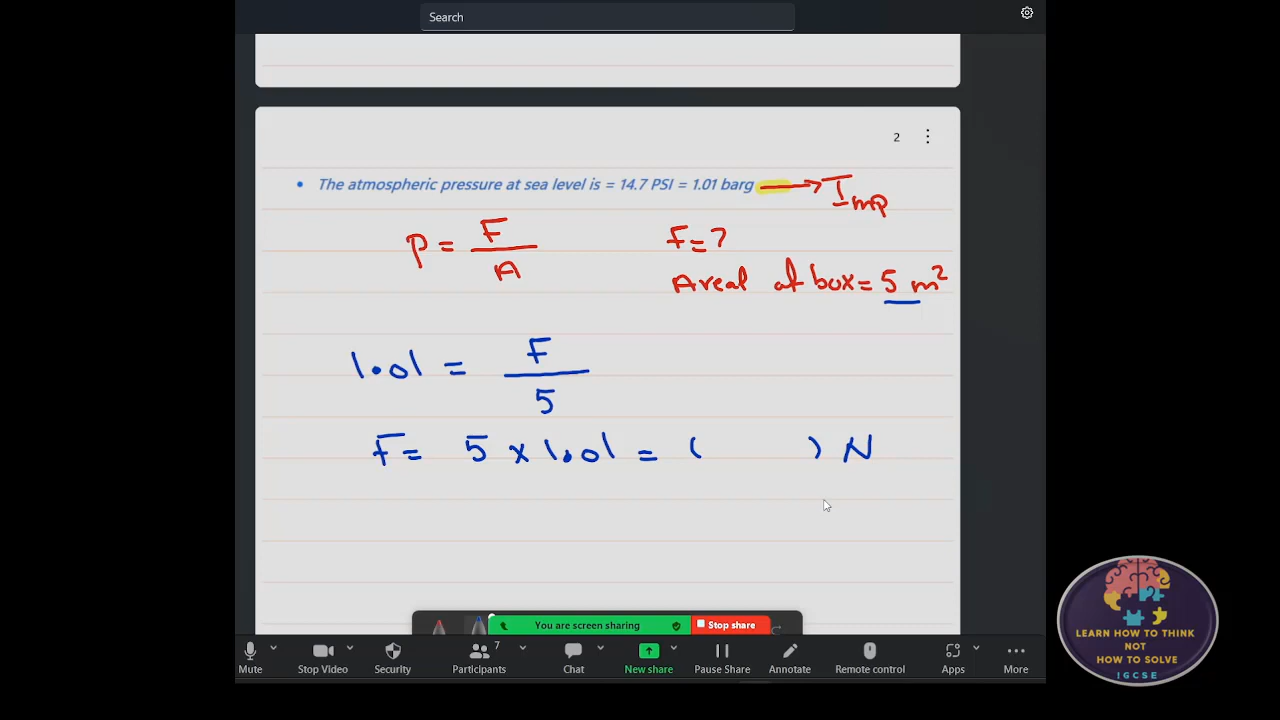 Search
2
• The atmospheric pressure at sea level is = 14.7 PSI = 1.01 barg → Imp
P = F / A
F = ?
Areal at box = 5 m²
1.01 = F / 5
F = 5 x 1.01 = ( ) N
You are screen sharing
Stop share
Mute
Stop Video
Security
7
Participants
Chat
New share
Pause Share
Annotate
Remote control
Apps
More
LEARN HOW TO THINK
NOT
HOW TO SOLVE
!GCSE